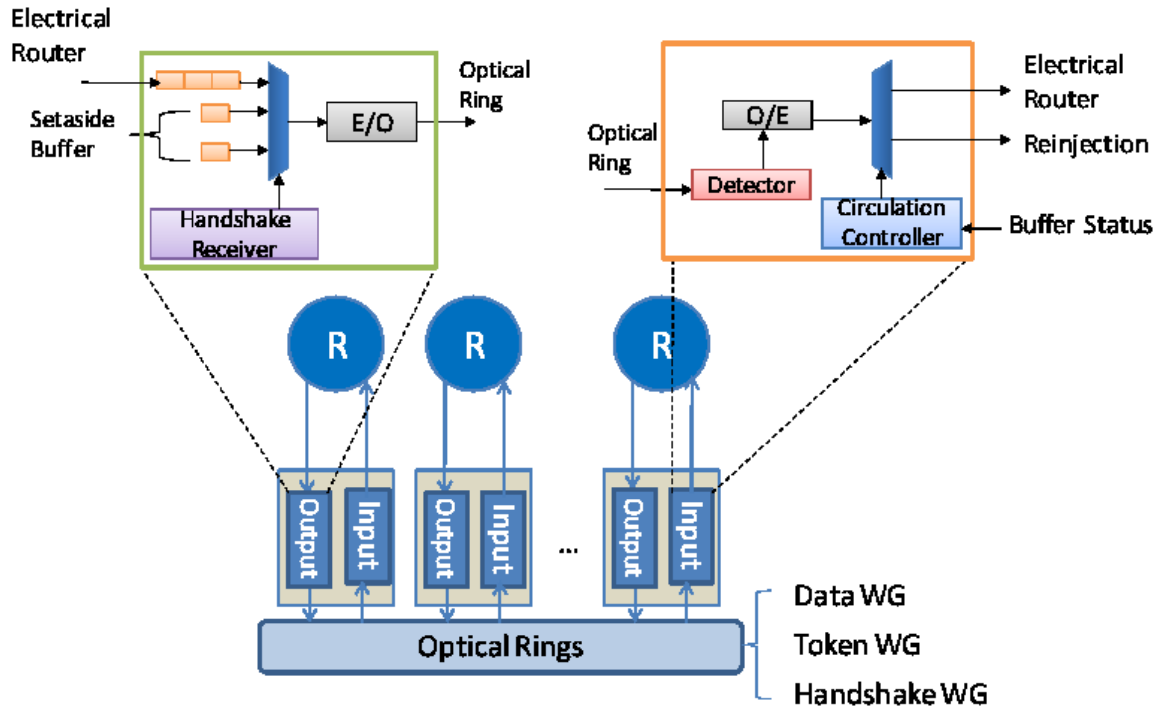 Electrical
Router
Setaside
Buffer
E/O
Optical
Ring
Handshake
Receiver
Optical
Ring
O/E
Detector
Circulation
Controller
Electrical
Router
Reinjection
Buffer Status
R
R
R
Output
Input
Output
Input
...
Output
Input
Optical Rings
Data WG
Token WG
Handshake WG